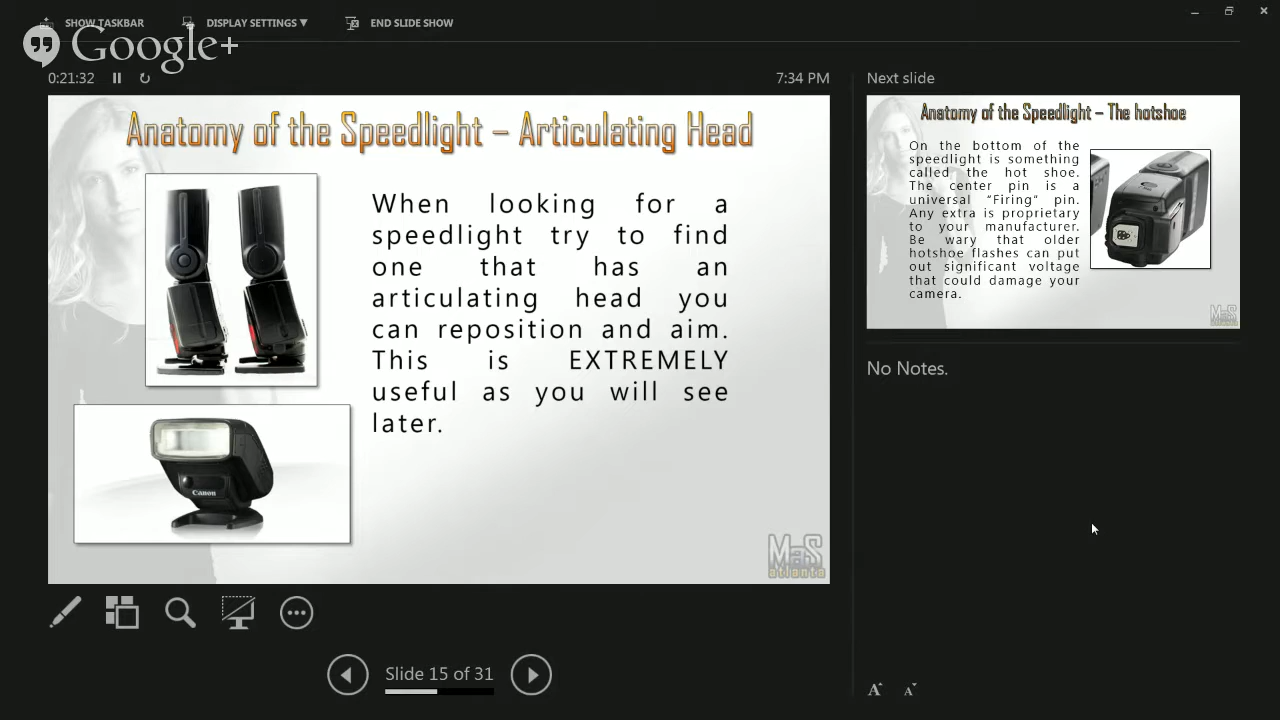 SHOW TASKBAR
DISPLAY SETTINGS ▼
END SLIDE SHOW
Google+
0:21:32
7:34 PM
Next slide
Anatomy of the Speedlight – Articulating Head
When looking for a
speedlight try to find
one that has an
articulating head you
can reposition and aim.
This is EXTREMELY
useful as you will see
later.
Canon
MaS
atlanta
Anatomy of the Speedlight – The hotshoe
On the bottom of the
speedlight is something
called the hot shoe.
The center pin is a
universal “Firing” pin.
Any extra is proprietary
to your manufacturer.
Be wary that older
hotshoe flashes can put
out significant voltage
that could damage your
camera.
MaS
No Notes.
Slide 15 of 31
A A